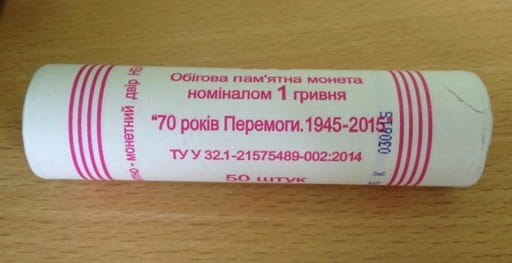 Обігова пам'ятна монета
номіналом 1 гривня
"70 років Перемоги.1945-2015
ТУ У 32.1-21575489-002:2014
50 штук
монетний двір
К 030615